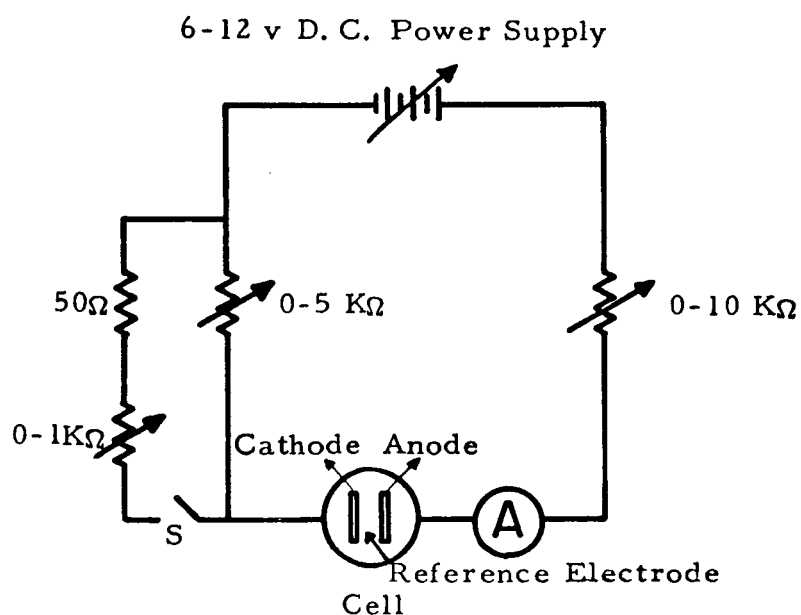 6-12 v D. C. Power Supply
50Ω
0-5 KΩ
0-10 KΩ
0-1KΩ
Cathode Anode
S
A
Reference Electrode
Cell